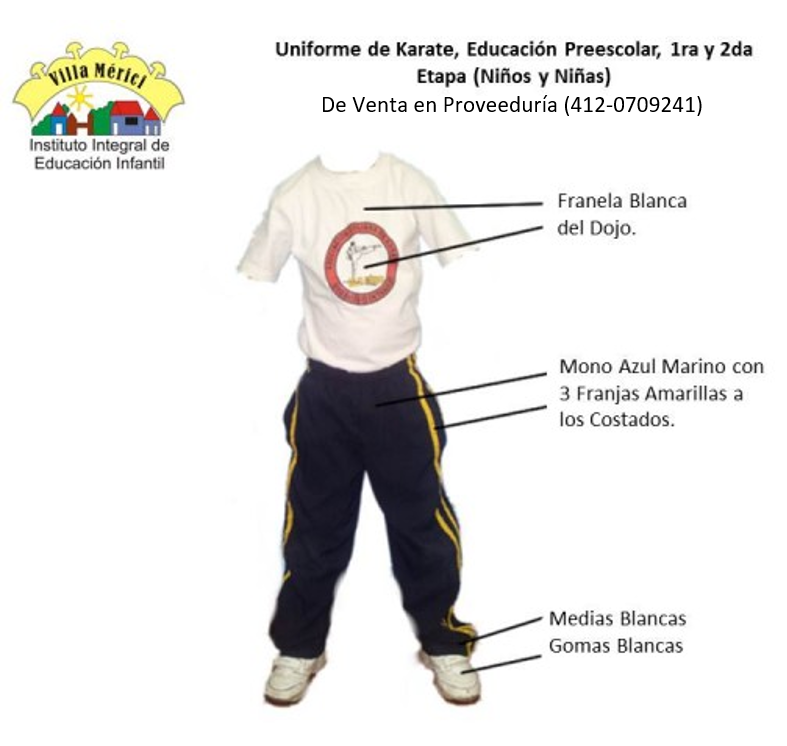 Villa Mérici
Instituto Integral de
Educación Infantil
Uniforme de Karate, Educación Preescolar, 1ra y 2da
Etapa (Niños y Niñas)
De Venta en Proveeduría (412-0709241)
Franela Blanca
del Dojo.
Mono Azul Marino con
3 Franjas Amarillas a
los Costados.
Medias Blancas
Gomas Blancas